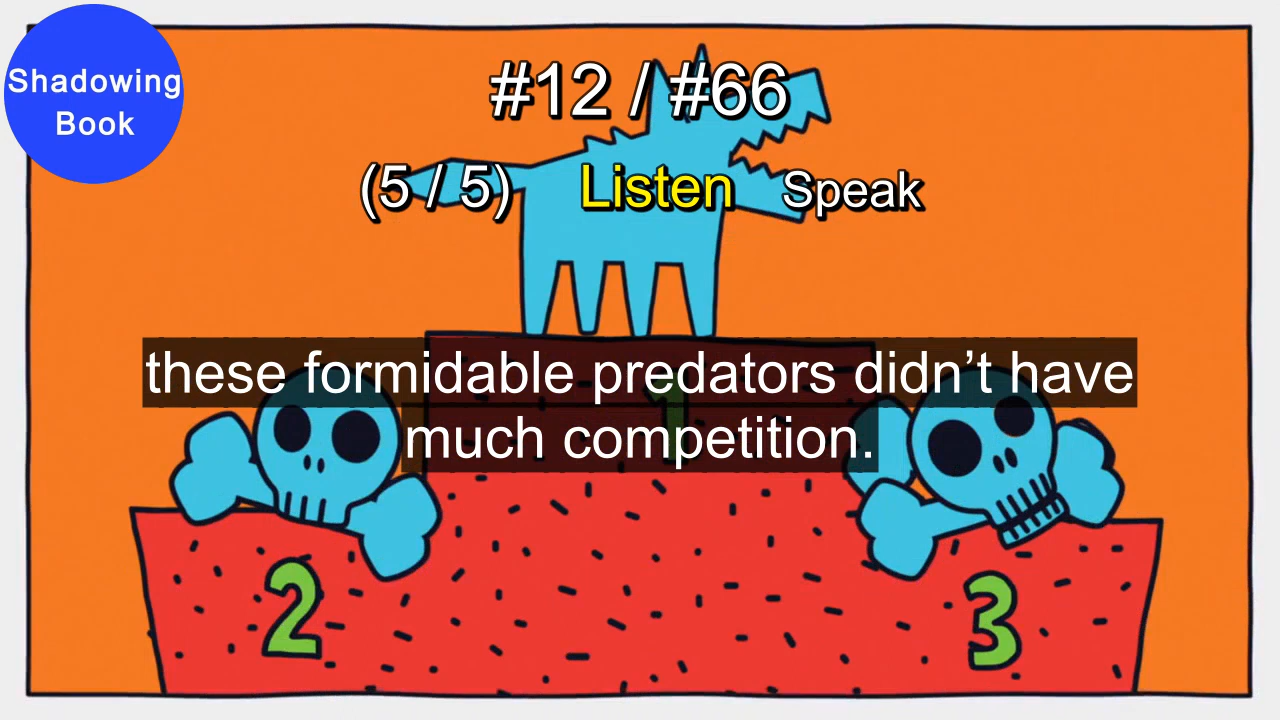 Shadowing
Book
#12 / #66
(5 / 5) Listen Speak
these formidable predators didn’t have
much competition.
1
2
3